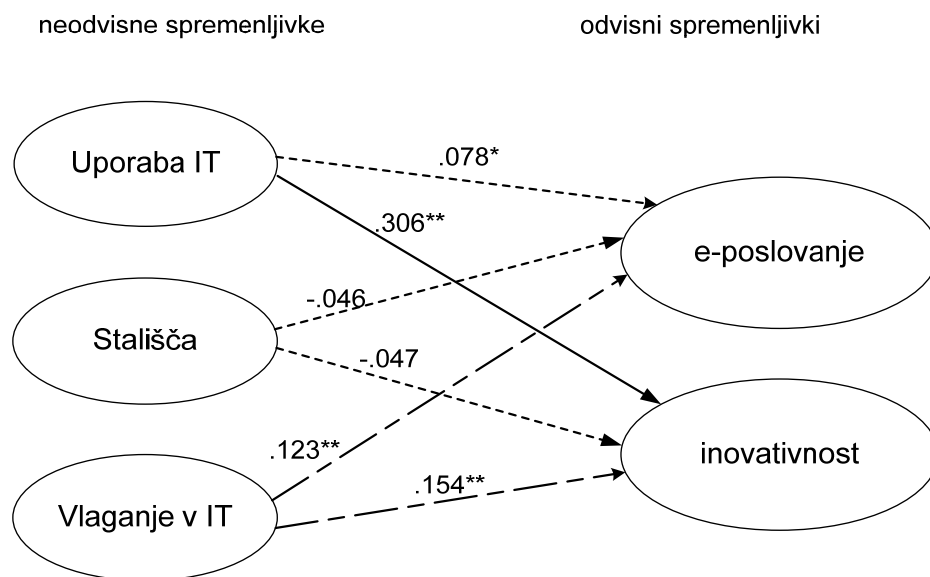 neodvisne spremenljivke
odvisni spremenljivki
Uporaba IT
.078*
.306**
e-poslovanje
-.046
Stališča
-.047
.123**
inovativnost
.154**
Vlaganje v IT